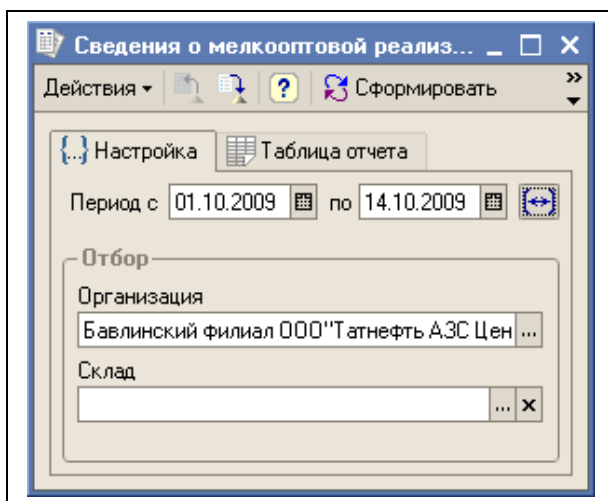 Сведения о мелкооптовой реализ...
Действия ? Сформировать »
{...} Настройка Таблица отчета
Период с 01.10.2009 по 14.10.2009
Отбор
Организация
Бавлинский филиал ООО"Татнефть АЗС Цен ...
Склад
... x